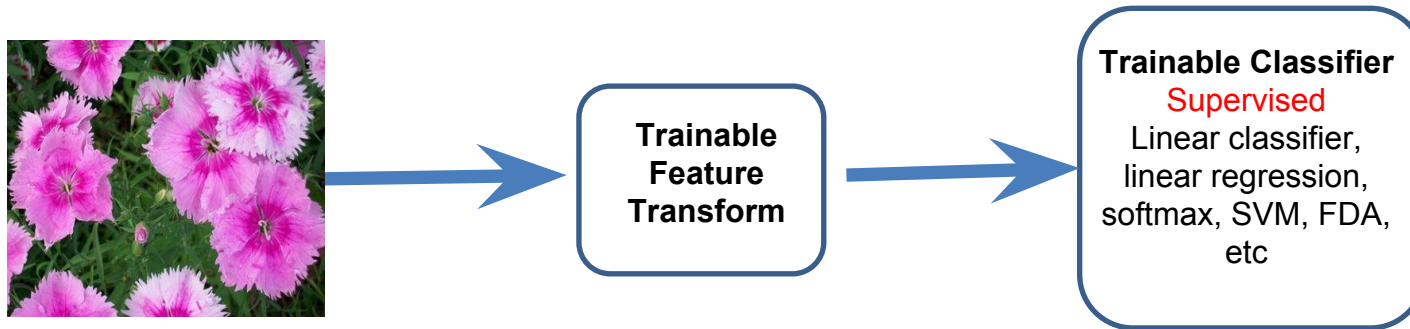 Trainable
Feature
Transform
Trainable Classifier
Supervised
Linear classifier,
linear regression,
softmax, SVM, FDA,
etc